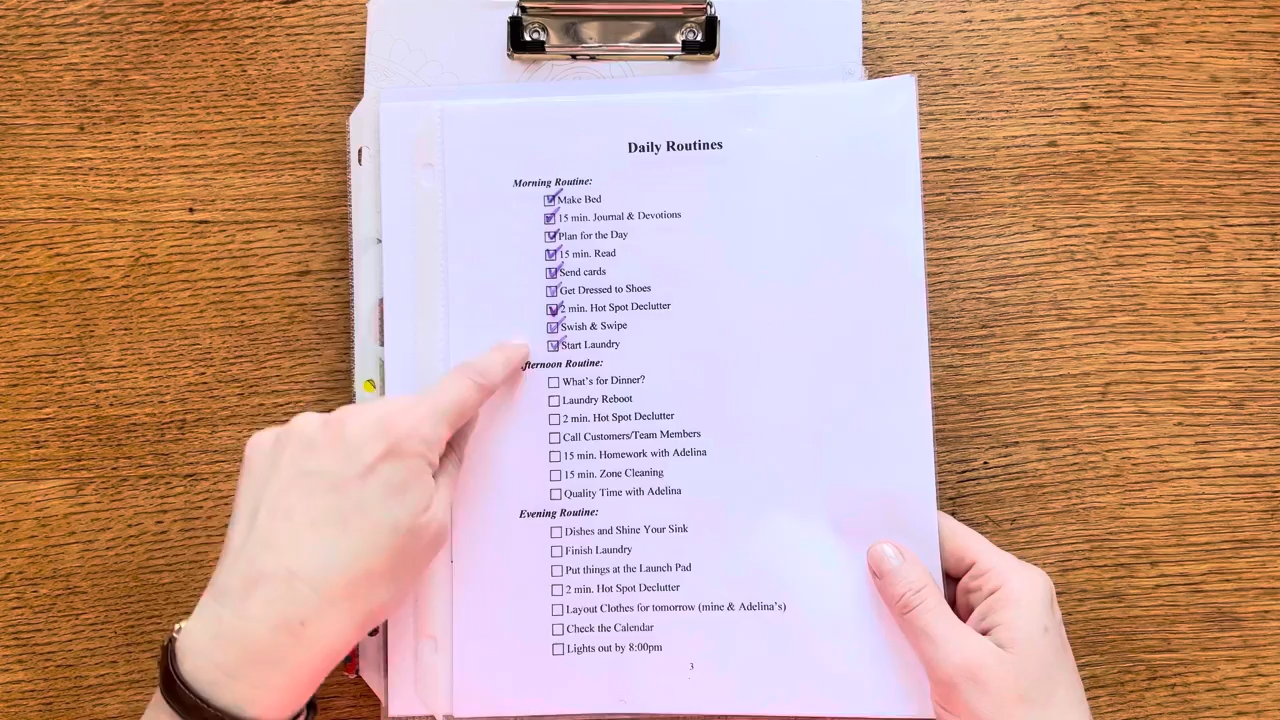 Daily Routines
Morning Routine:
Make Bed
15 min. Journal & Devotions
Plan for the Day
15 min. Read
Send cards
Get Dressed to Shoes
2 min. Hot Spot Declutter
Swish & Swipe
Start Laundry
Afternoon Routine:
What's for Dinner?
Laundry Reboot
2 min. Hot Spot Declutter
Call Customers/Team Members
15 min. Homework with Adelina
15 min. Zone Cleaning
Quality Time with Adelina
Evening Routine:
Dishes and Shine Your Sink
Finish Laundry
Put things at the Launch Pad
2 min. Hot Spot Declutter
Layout Clothes for tomorrow (mine & Adelina's)
Check the Calendar
Lights out by 8:00pm
3